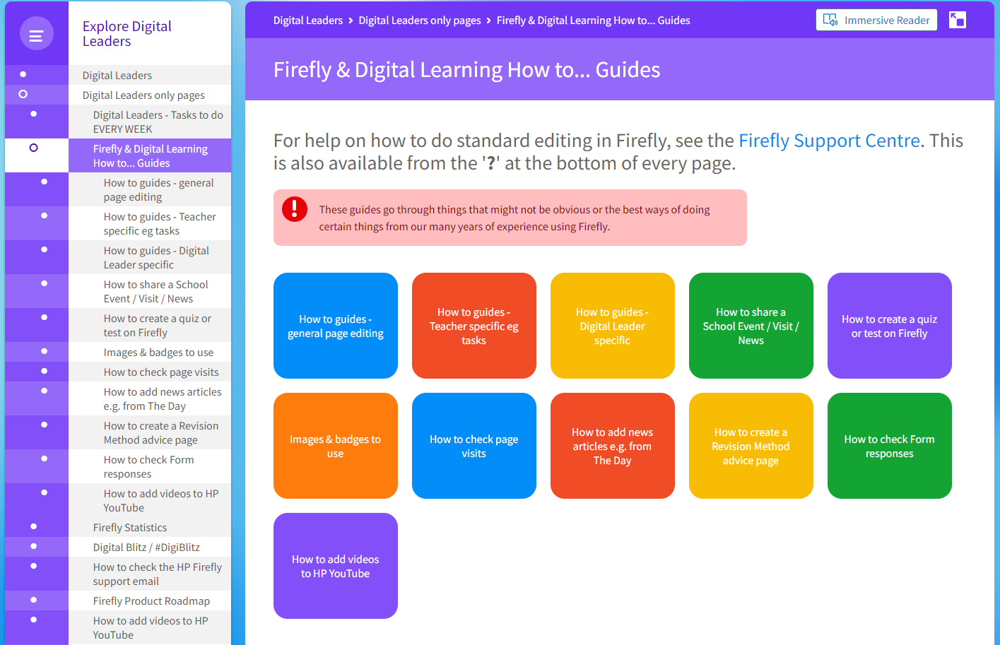 Explore Digital
Leaders
Digital Leaders
Digital Leaders only pages
Digital Leaders - Tasks to do
EVERY WEEK
Firefly & Digital Learning
How to... Guides
How to guides - general
page editing
How to guides - Teacher
specific eg tasks
How to guides - Digital
Leader specific
How to share a School
Event / Visit / News
How to create a quiz or
test on Firefly
Images & badges to use
How to check page visits
How to add news articles
e.g. from The Day
How to create a Revision
Method advice page
How to check Form
responses
How to add videos to HP
YouTube
Firefly Statistics
Digital Blitz / #DigiBlitz
How to check the HP Firefly
support email
Firefly Product Roadmap
How to add videos to HP
YouTube
Digital Leaders › Digital Leaders only pages › Firefly & Digital Learning How to... Guides
Immersive Reader
Firefly & Digital Learning How to... Guides
For help on how to do standard editing in Firefly, see the Firefly Support Centre. This
is also available from the '?' at the bottom of every page.
These guides go through things that might not be obvious or the best ways of doing
certain things from our many years of experience using Firefly.
How to guides -
general page editing
How to guides -
Teacher specific eg
tasks
How to guides -
Digital Leader
specific
How to share a
School Event / Visit /
News
How to create a quiz
or test on Firefly
Images & badges to
use
How to check page
visits
How to add news
articles e.g. from
The Day
How to create a
Revision Method
advice page
How to check Form
responses
How to add videos
to HP YouTube